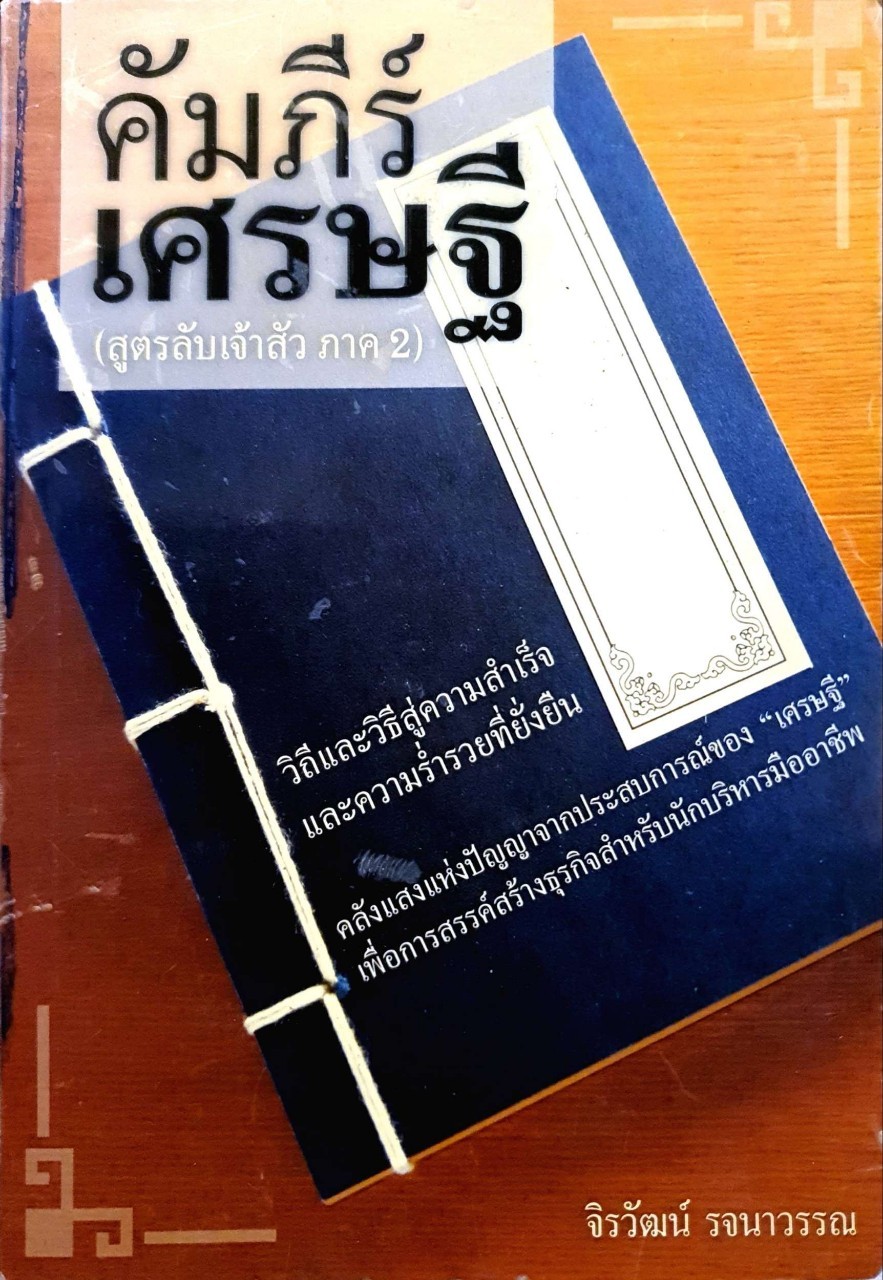 คัมภีร์
เศรษฐี
(สูตรลับเจ้าสัว ภาค 2)
วิถีและวิธีสู่ความสำเร็จ
และความร่ำรวยที่ยั่งยืน
คลังแสงแห่งปัญญาจากประสบการณ์ของ “เศรษฐี”
เพื่อการสรรค์สร้างธุรกิจสำหรับนักบริหารมืออาชีพ
จิรวัฒน์ รจนาวรรณ